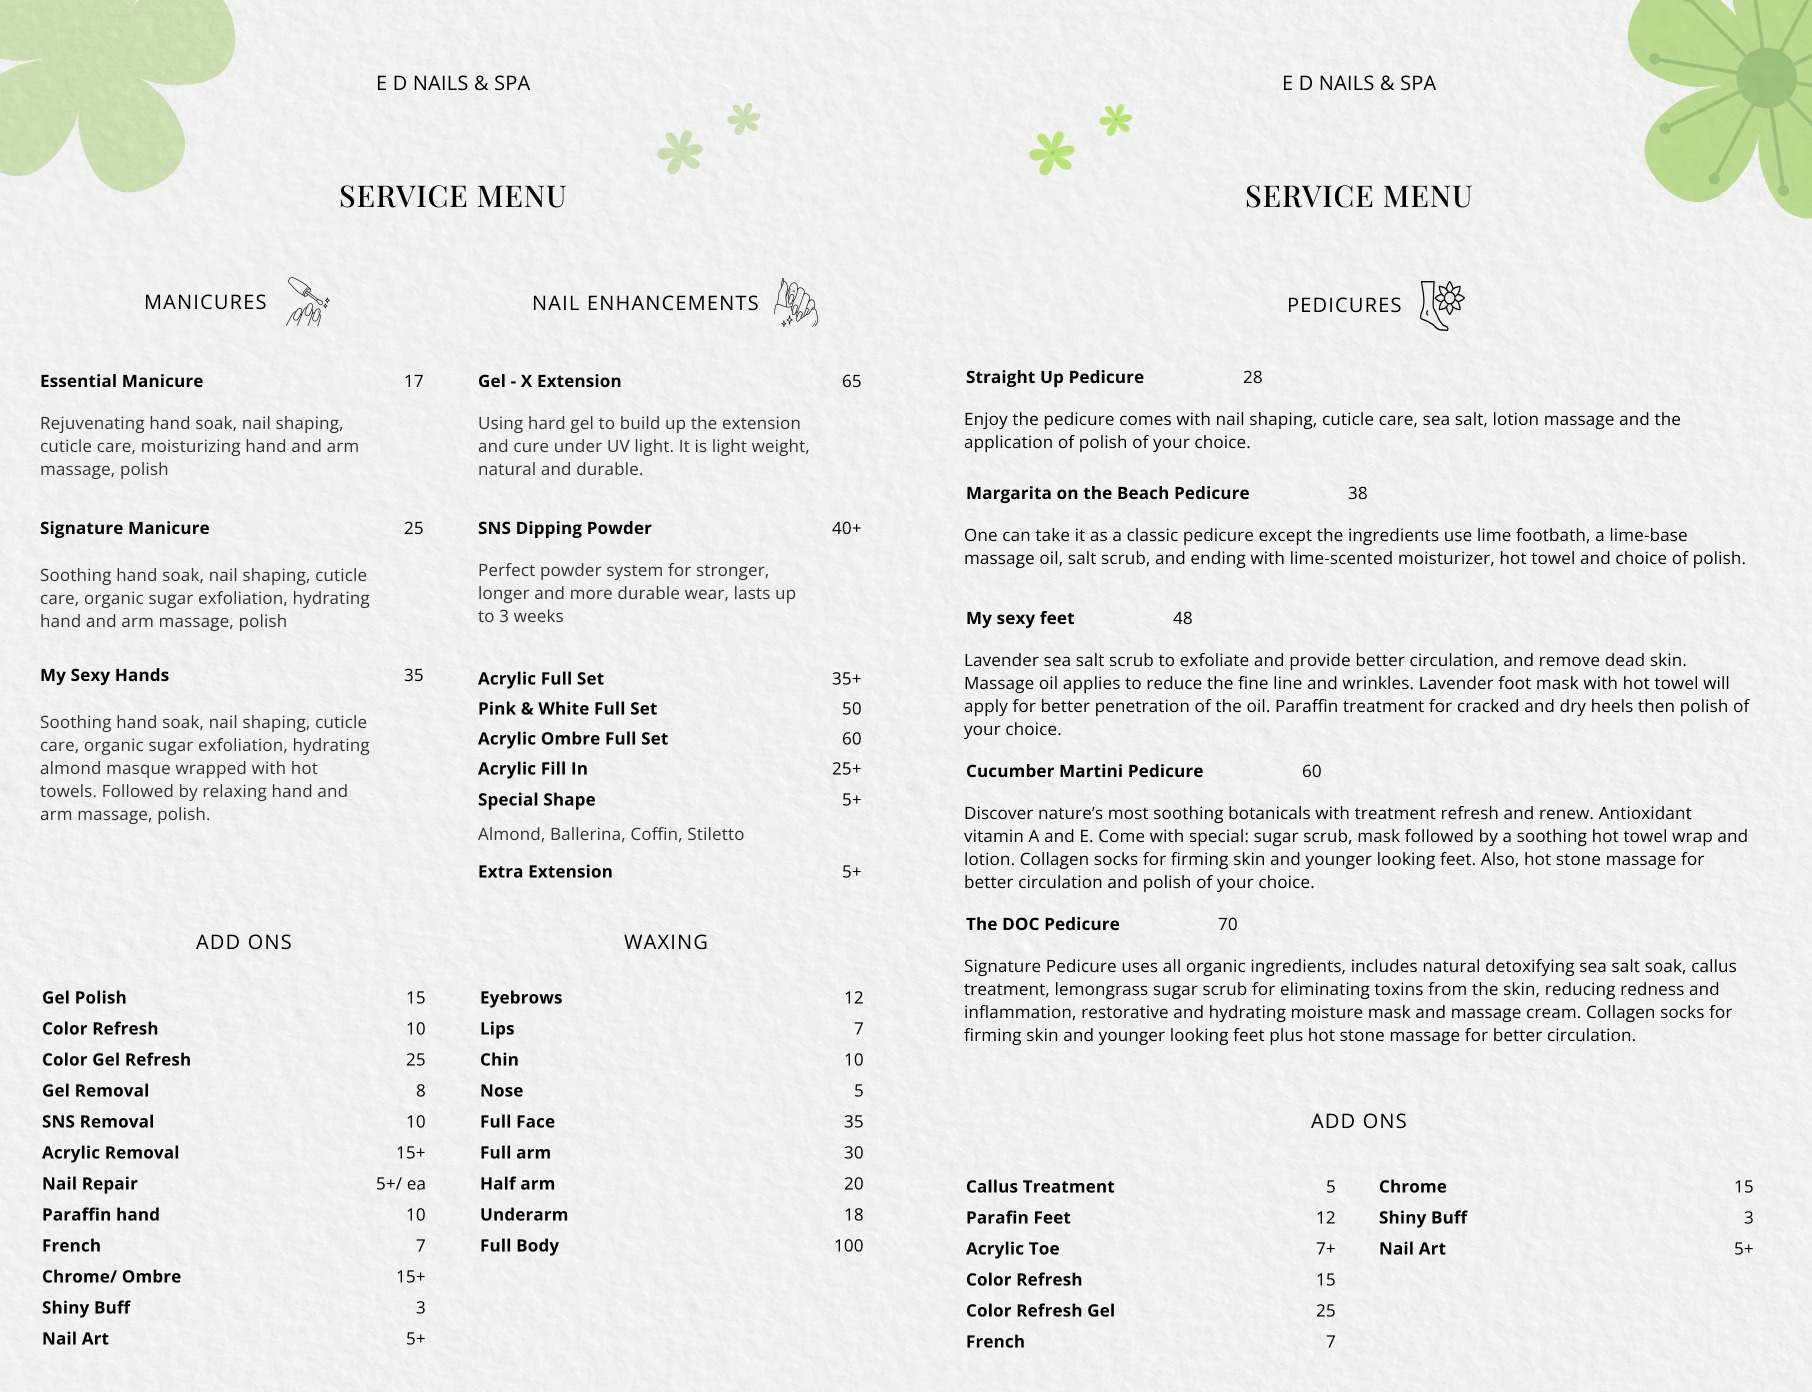 E D NAILS & SPA
SERVICE MENU
MANICURES
Essential Manicure 17
Rejuvenating hand soak, nail shaping,
cuticle care, moisturizing hand and arm
massage, polish
Signature Manicure 25
Soothing hand soak, nail shaping, cuticle
care, organic sugar exfoliation, hydrating
hand and arm massage, polish
My Sexy Hands 35
Soothing hand soak, nail shaping, cuticle
care, organic sugar exfoliation, hydrating
almond masque wrapped with hot
towels. Followed by relaxing hand and
arm massage, polish.
NAIL ENHANCEMENTS
Gel - X Extension 65
Using hard gel to build up the extension
and cure under UV light. It is light weight,
natural and durable.
SNS Dipping Powder 40+
Perfect powder system for stronger,
longer and more durable wear, lasts up
to 3 weeks
Acrylic Full Set 35+
Pink & White Full Set 50
Acrylic Ombre Full Set 60
Acrylic Fill In 25+
Special Shape 5+
Almond, Ballerina, Coffin, Stiletto
Extra Extension 5+
ADD ONS
Gel Polish 15
Color Refresh 10
Color Gel Refresh 25
Gel Removal 8
SNS Removal 10
Acrylic Removal 15+
Nail Repair 5+/ ea
Paraffin hand 10
French 7
Chrome/ Ombre 15+
Shiny Buff 3
Nail Art 5+
WAXING
Eyebrows 12
Lips 7
Chin 10
Nose 5
Full Face 35
Full arm 30
Half arm 20
Underarm 18
Full Body 100
E D NAILS & SPA
SERVICE MENU
PEDICURES
Straight Up Pedicure 28
Enjoy the pedicure comes with nail shaping, cuticle care, sea salt, lotion massage and the
application of polish of your choice.
Margarita on the Beach Pedicure 38
One can take it as a classic pedicure except the ingredients use lime footbath, a lime-base
massage oil, salt scrub, and ending with lime-scented moisturizer, hot towel and choice of polish.
My sexy feet 48
Lavender sea salt scrub to exfoliate and provide better circulation, and remove dead skin.
Massage oil applies to reduce the fine line and wrinkles. Lavender foot mask with hot towel will
apply for better penetration of the oil. Paraffin treatment for cracked and dry heels then polish of
your choice.
Cucumber Martini Pedicure 60
Discover nature’s most soothing botanicals with treatment refresh and renew. Antioxidant
vitamin A and E. Come with special: sugar scrub, mask followed by a soothing hot towel wrap and
lotion. Collagen socks for firming skin and younger looking feet. Also, hot stone massage for
better circulation and polish of your choice.
The DOC Pedicure 70
Signature Pedicure uses all organic ingredients, includes natural detoxifying sea salt soak, callus
treatment, lemongrass sugar scrub for eliminating toxins from the skin, reducing redness and
inflammation, restorative and hydrating moisture mask and massage cream. Collagen socks for
firming skin and younger looking feet plus hot stone massage for better circulation.
ADD ONS
Callus Treatment 5
Parafin Feet 12
Acrylic Toe 7+
Color Refresh 15
Color Refresh Gel 25
French 7
Chrome 15
Shiny Buff 3
Nail Art 5+